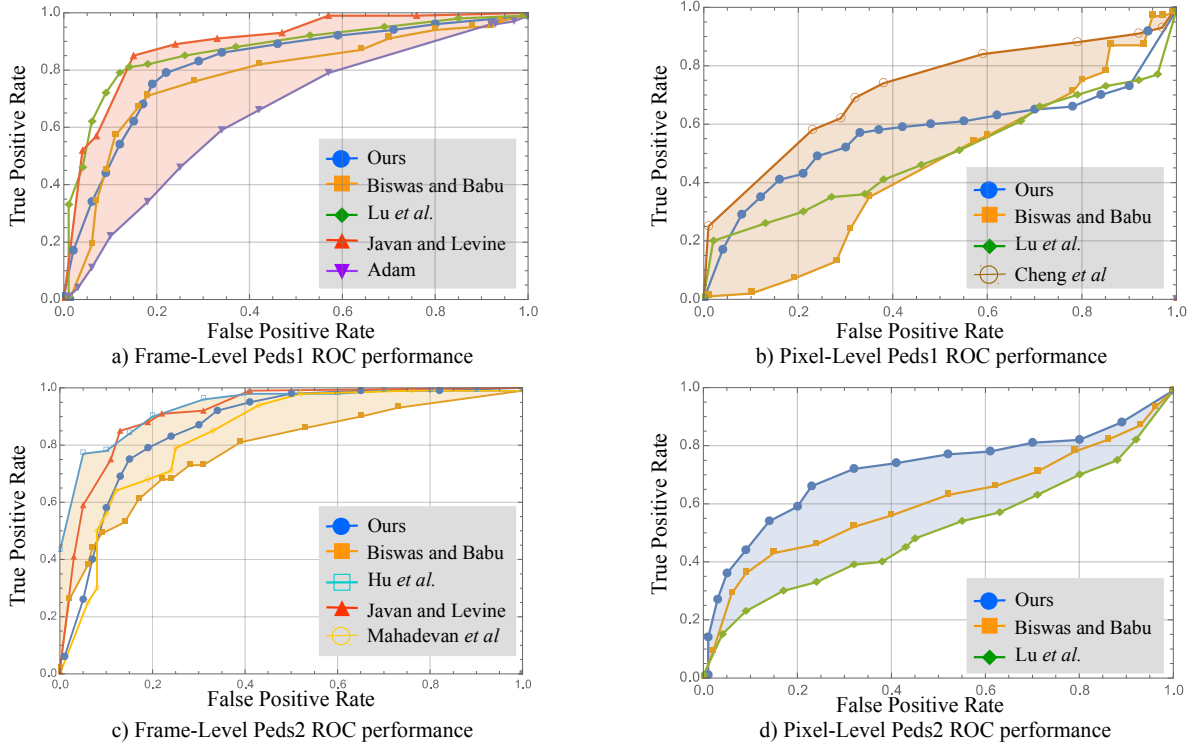 1.0
0.8
0.6
0.4
0.2
0.0
True Positive Rate
Ours
Biswas and Babu
Lu et al.
Javan and Levine
Adam
0.0 0.2 0.4 0.6 0.8 1.0
False Positive Rate
a) Frame-Level Peds1 ROC performance
1.0
0.8
0.6
0.4
0.2
0.0
True Positive Rate
Ours
Biswas and Babu
Lu et al.
Cheng et al
0.0 0.2 0.4 0.6 0.8 1.0
False Positive Rate
b) Pixel-Level Peds1 ROC performance
1.0
0.8
0.6
0.4
0.2
0.0
True Positive Rate
Ours
Biswas and Babu
Hu et al.
Javan and Levine
Mahadevan et al
0.0 0.2 0.4 0.6 0.8 1.0
False Positive Rate
c) Frame-Level Peds2 ROC performance
1.0
0.8
0.6
0.4
0.2
0.0
True Positive Rate
Ours
Biswas and Babu
Lu et al.
0.0 0.2 0.4 0.6 0.8 1.0
False Positive Rate
d) Pixel-Level Peds2 ROC performance